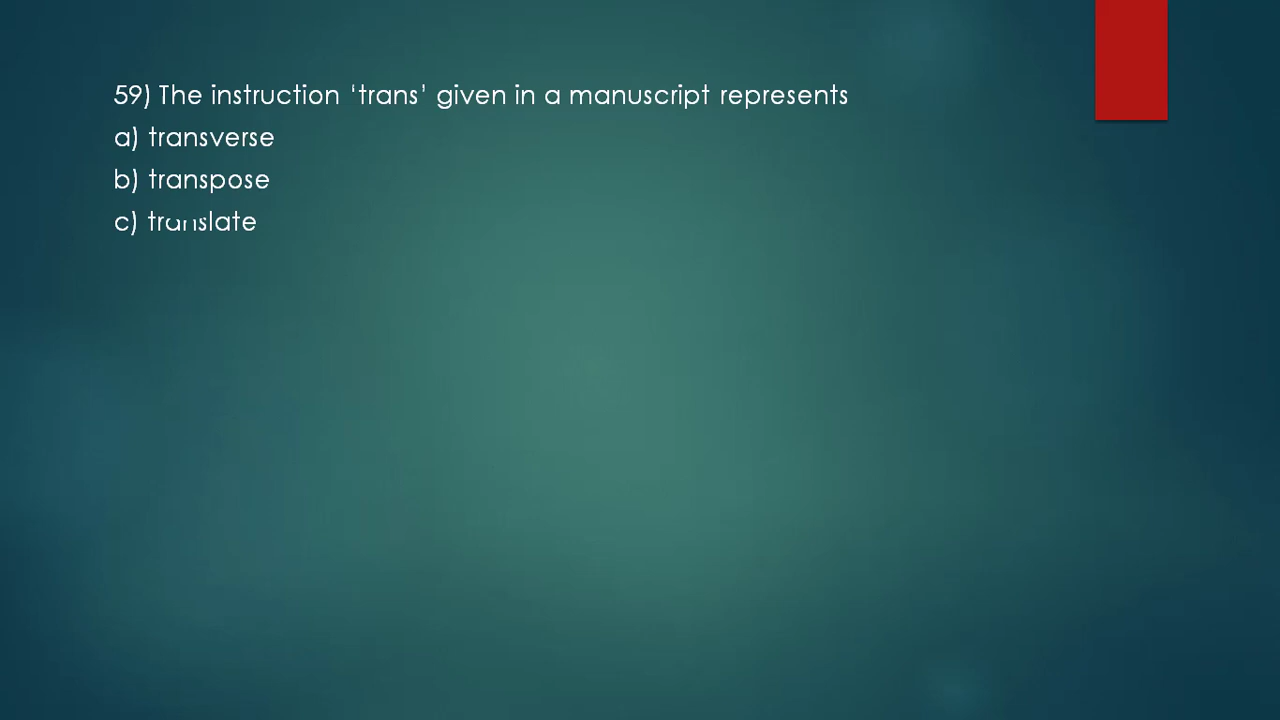 59) The instruction ‘trans’ given in a manuscript represents
a) transverse
b) transpose
c) translate